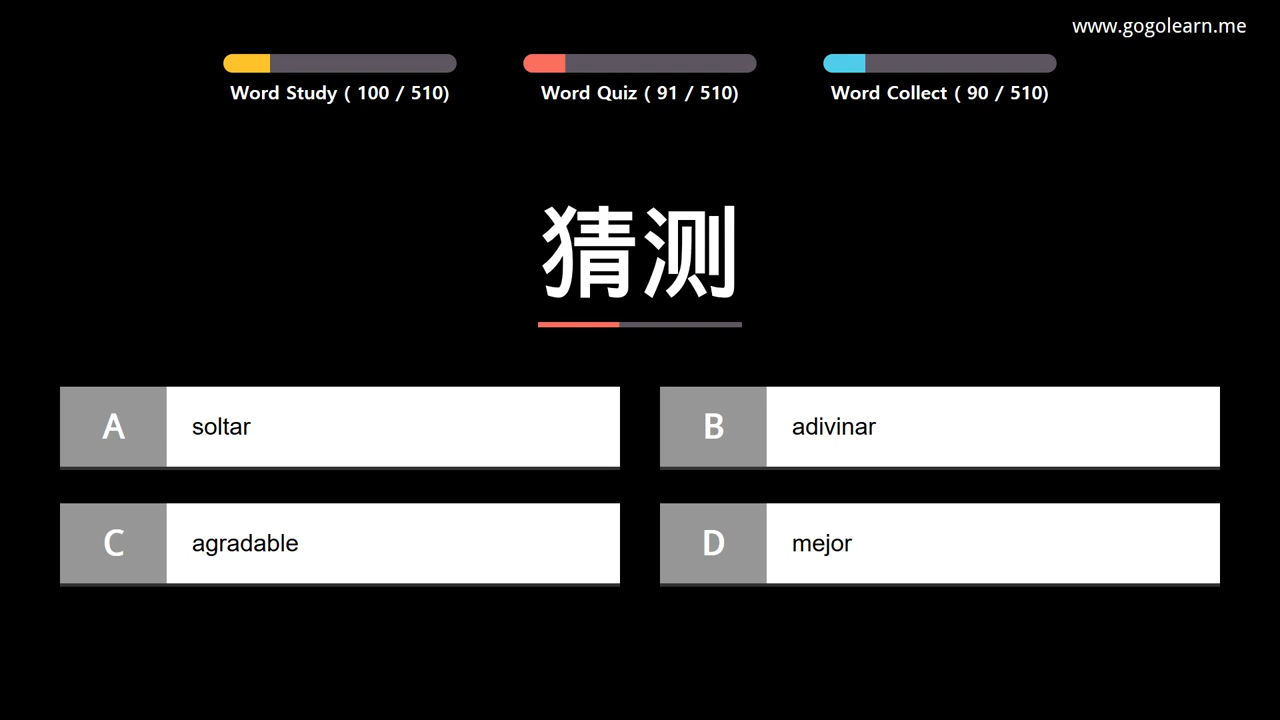 www.gogolearn.me
Word Study ( 100 / 510)
Word Quiz ( 91 / 510)
Word Collect ( 90 / 510)
猜测
A
soltar
B
adivinar
C
agradable
D
mejor